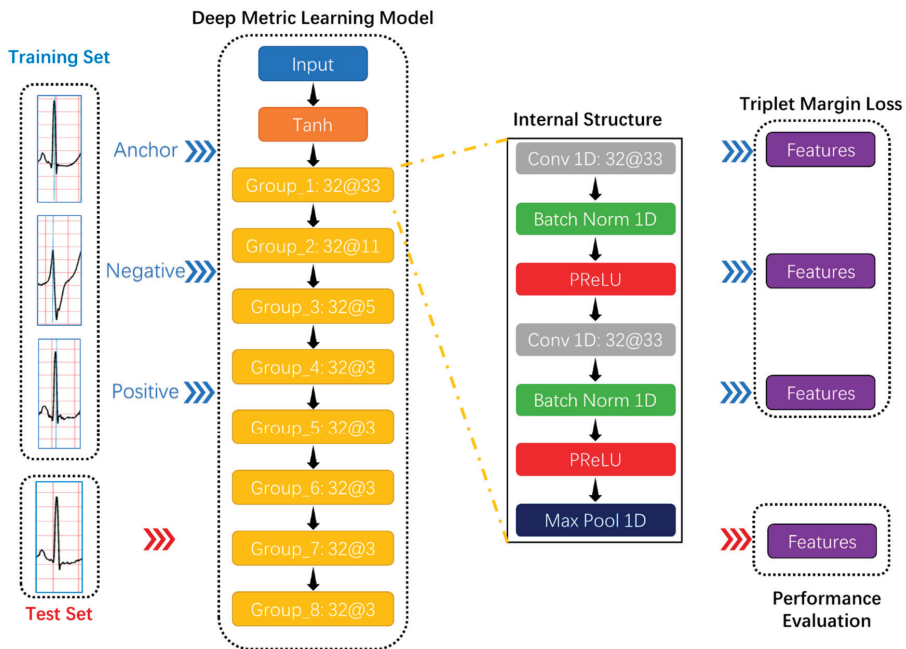 Deep Metric Learning Model
Training Set
Anchor
Negative
Positive
Test Set
Input
Tanh
Group_1: 32@33
Group_2: 32@11
Group_3: 32@5
Group_4: 32@3
Group_5: 32@3
Group_6: 32@3
Group_7: 32@3
Group_8: 32@3
Internal Structure
Conv 1D: 32@33
Batch Norm 1D
PReLU
Conv 1D: 32@33
Batch Norm 1D
PReLU
Max Pool 1D
Triplet Margin Loss
Features
Features
Features
Features
Performance
Evaluation